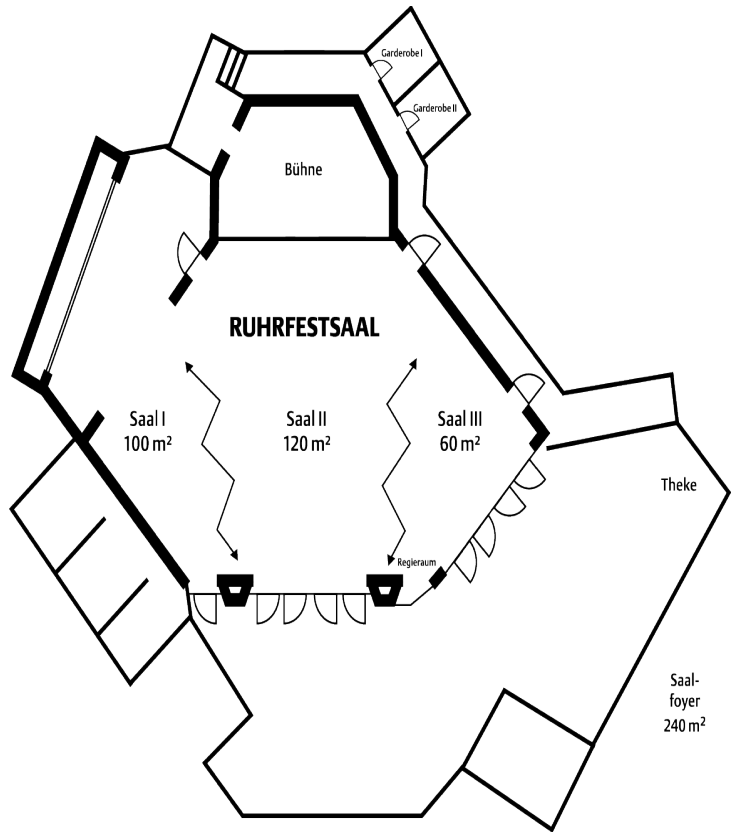 Garderobe I
Garderobe II
Bühne
RUHRFESTSAAL
Saal I
100 m²
Saal II
120 m²
Saal III
60 m²
Theke
Regieraum
Saal-
foyer
240 m²